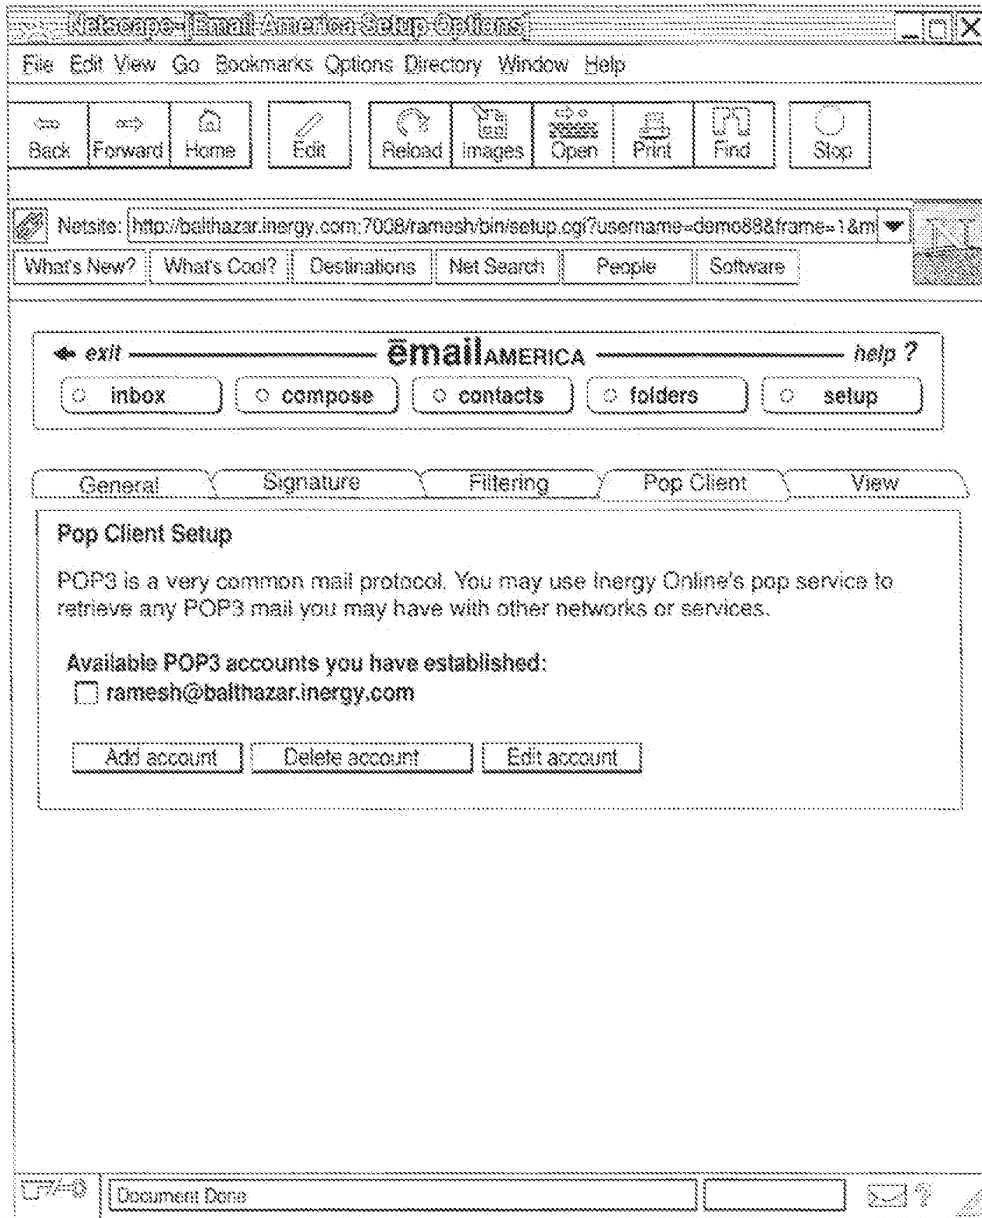 Netscape-[Email America Setup Options]
File Edit View Go Bookmarks Options Directory Window Help
Back Forward Home Edit Reload Images Open Print Find Stop
Netsite: http://balthazar.inergy.com:7008/ramesh/bin/setup.cgi?username=demo88&frame=1&m
N
What's New? What's Cool? Destinations Net Search People Software
exit ēmailAMERICA help ?
inbox compose contacts folders setup
General Signature Filtering Pop Client View
Pop Client Setup
POP3 is a very common mail protocol. You may use Inergy Online's pop service to
retrieve any POP3 mail you may have with other networks or services.
Available POP3 accounts you have established:
ramesh@balthazar.inergy.com
Add account Delete account Edit account
Document Done ?